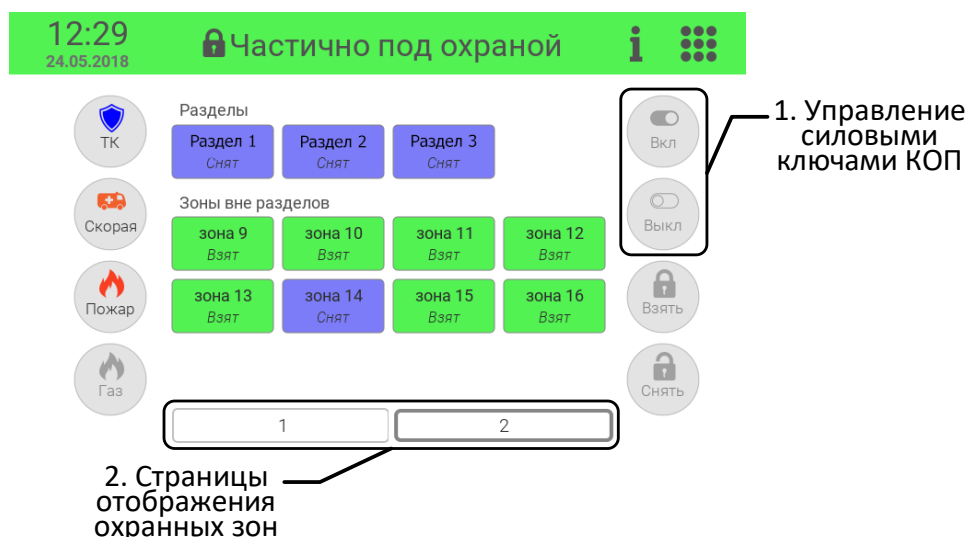 12:29
24.05.2018
Частично под охраной
i
ТК
Скорая
Пожар
Газ
Разделы
Раздел 1
Снят
Раздел 2
Снят
Раздел 3
Снят
Зоны вне разделов
зона 9
Взят
зона 10
Взят
зона 11
Взят
зона 12
Взят
зона 13
Взят
зона 14
Снят
зона 15
Взят
зона 16
Взят
1
2
Вкл
Выкл
Взять
Снять
1. Управление
силовыми
ключами КОП
2. Страницы
отображения
охранных зон